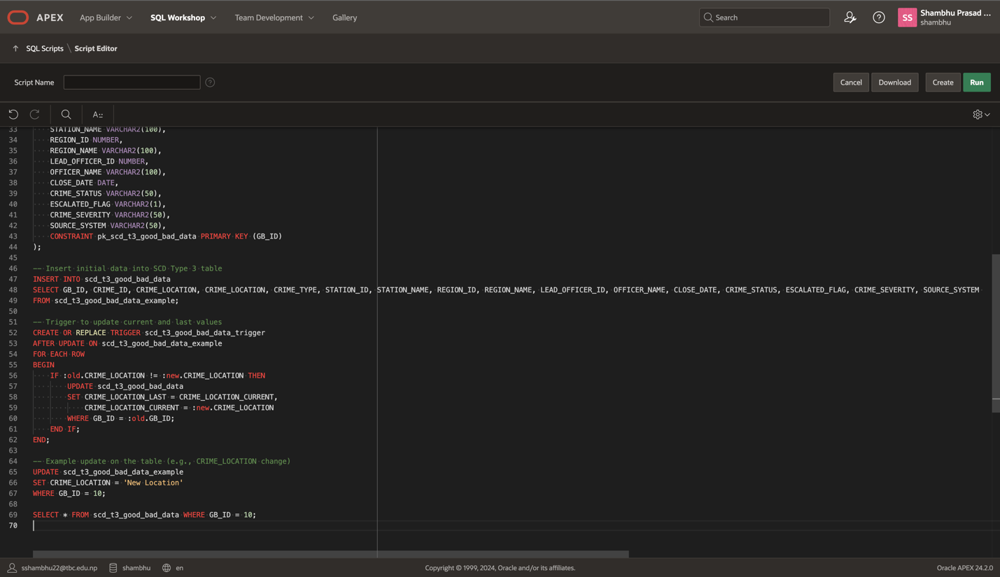 APEX App Builder SQL Workshop Team Development Gallery Search SS Shambhu Prasad ...
shambhu
SQL Scripts \ Script Editor
Script Name Cancel Download Create Run
33 STATION_NAME VARCHAR2(100),
34 REGION_ID NUMBER,
35 REGION_NAME VARCHAR2(100),
36 LEAD_OFFICER_ID NUMBER,
37 OFFICER_NAME VARCHAR2(100),
38 CLOSE_DATE DATE,
39 CRIME_STATUS VARCHAR2(50),
40 ESCALATED_FLAG VARCHAR2(1),
41 CRIME_SEVERITY VARCHAR2(50),
42 SOURCE_SYSTEM VARCHAR2(50),
43 CONSTRAINT pk_scd_t3_good_bad_data PRIMARY KEY (GB_ID)
44 );
45
46 -- Insert initial data into SCD Type 3 table
47 INSERT INTO scd_t3_good_bad_data
48 SELECT GB_ID, CRIME_ID, CRIME_LOCATION, CRIME_LOCATION, CRIME_TYPE, STATION_ID, STATION_NAME, REGION_ID, REGION_NAME, LEAD_OFFICER_ID, OFFICER_NAME, CLOSE_DATE, CRIME_STATUS, ESCALATED_FLAG, CRIME_SEVERITY, SOURCE_SYSTEM
49 FROM scd_t3_good_bad_data_example;
50
51 -- Trigger to update current and last values
52 CREATE OR REPLACE TRIGGER scd_t3_good_bad_data_trigger
53 AFTER UPDATE ON scd_t3_good_bad_data_example
54 FOR EACH ROW
55 BEGIN
56 IF :old.CRIME_LOCATION != :new.CRIME_LOCATION THEN
57 UPDATE scd_t3_good_bad_data
58 SET CRIME_LOCATION_LAST = CRIME_LOCATION_CURRENT,
59 CRIME_LOCATION_CURRENT = :new.CRIME_LOCATION
60 WHERE GB_ID = :old.GB_ID;
61 END IF;
62 END;
63
64 -- Example update on the table (e.g., CRIME_LOCATION change)
65 UPDATE scd_t3_good_bad_data_example
66 SET CRIME_LOCATION = 'New Location'
67 WHERE GB_ID = 10;
68
69 SELECT * FROM scd_t3_good_bad_data WHERE GB_ID = 10;
70
sshambhu22@tbc.edu.np shambhu en Copyright © 1999, 2024, Oracle and/or its affiliates. Oracle APEX 24.2.0